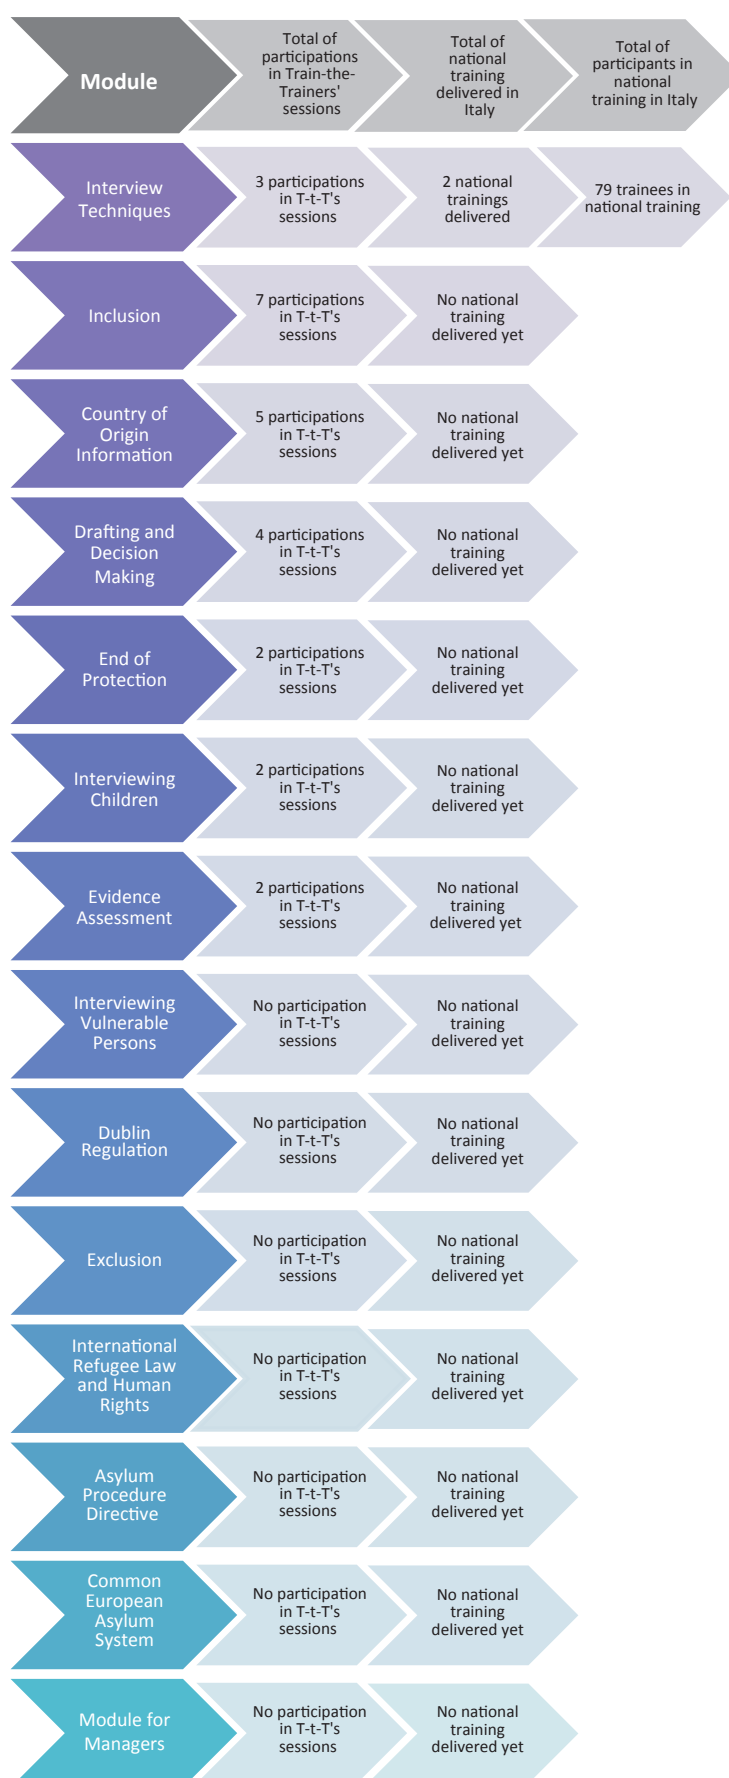 Module
Total of
participations
in Train-the-
Trainers'
sessions
Total of
national
training
delivered in
Italy
Total of
participants in
national
training in Italy
Interview
Techniques
3 participations
in T-t-T's
sessions
2 national
trainings
delivered
79 trainees in
national training
Inclusion
7 participations
in T-t-T's
sessions
No national
training
delivered yet
Country of
Origin
Information
5 participations
in T-t-T's
sessions
No national
training
delivered yet
Drafting and
Decision
Making
4 participations
in T-t-T's
sessions
No national
training
delivered yet
End of
Protection
2 participations
in T-t-T's
sessions
No national
training
delivered yet
Interviewing
Children
2 participations
in T-t-T's
sessions
No national
training
delivered yet
Evidence
Assessment
2 participations
in T-t-T's
sessions
No national
training
delivered yet
Interviewing
Vulnerable
Persons
No participation
in T-t-T's
sessions
No national
training
delivered yet
Dublin
Regulation
No participation
in T-t-T's
sessions
No national
training
delivered yet
Exclusion
No participation
in T-t-T's
sessions
No national
training
delivered yet
International
Refugee Law
and Human
Rights
No participation
in T-t-T's
sessions
No national
training
delivered yet
Asylum
Procedure
Directive
No participation
in T-t-T's
sessions
No national
training
delivered yet
Common
European
Asylum
System
No participation
in T-t-T's
sessions
No national
training
delivered yet
Module for
Managers
No participation
in T-t-T's
sessions
No national
training
delivered yet